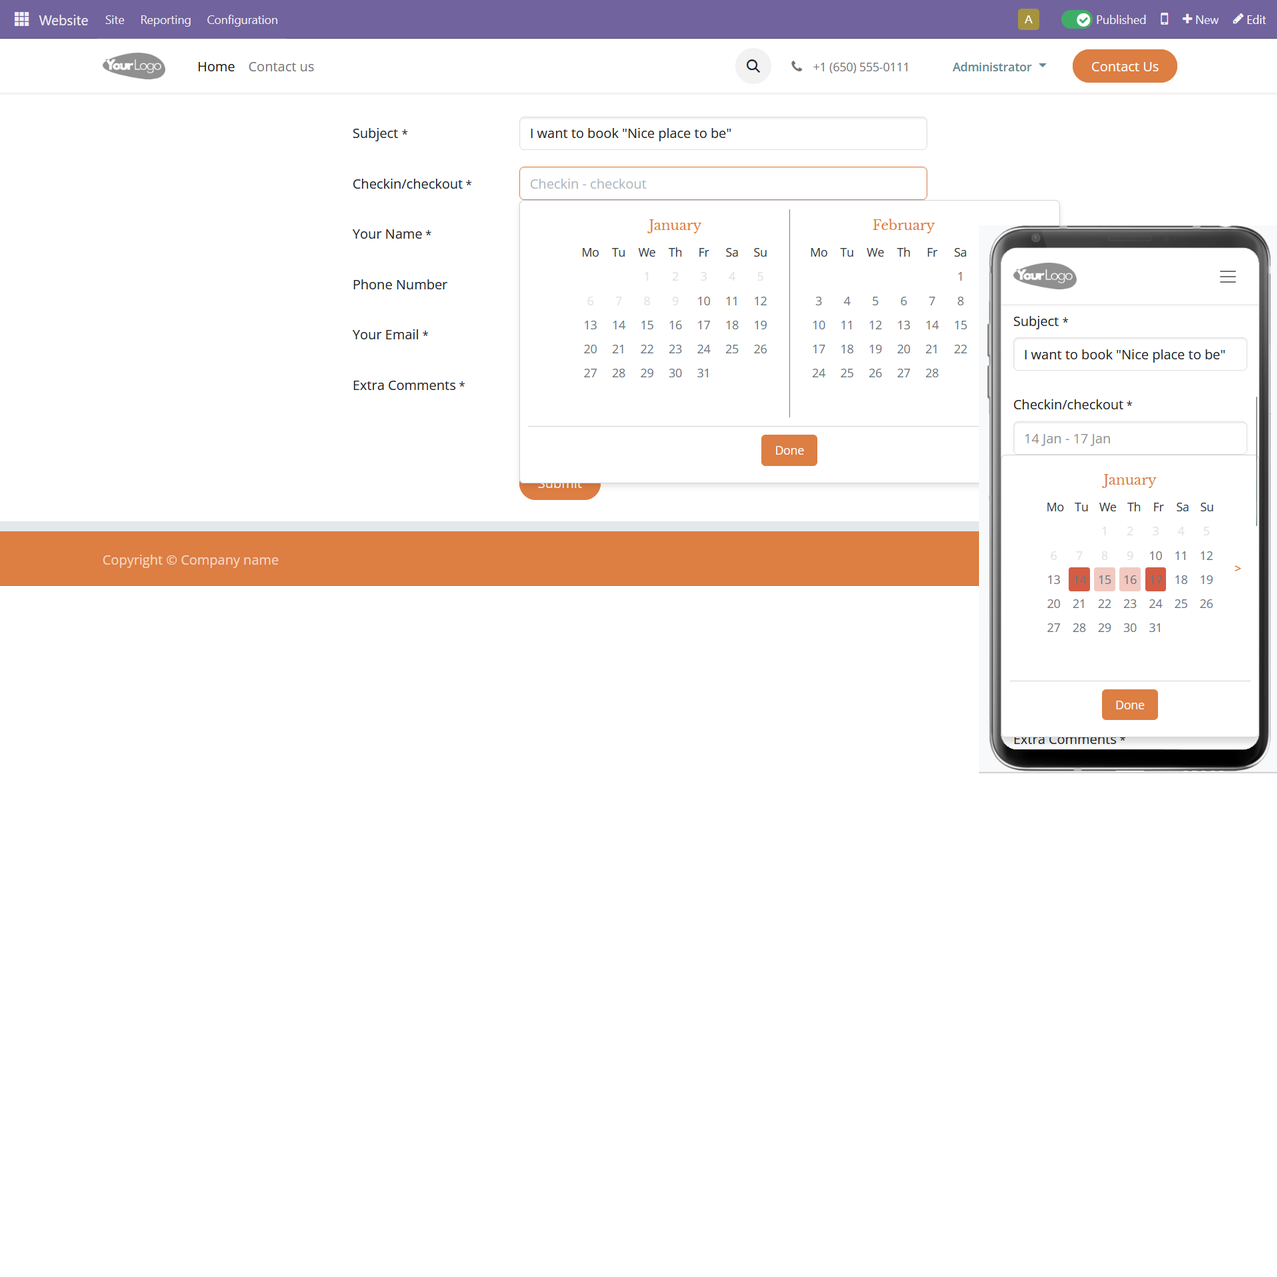 Website Site Reporting Configuration A Published New Edit
YourLogo Home Contact us +1 (650) 555-0111 Administrator Contact Us
Subject * I want to book "Nice place to be"
Checkin/checkout * Checkin - checkout
Your Name *
Phone Number
Your Email *
Extra Comments *
January
Mo Tu We Th Fr Sa Su
1 2 3 4 5
6 7 8 9 10 11 12
13 14 15 16 17 18 19
20 21 22 23 24 25 26
27 28 29 30 31
February
Mo Tu We Th Fr Sa
1
3 4 5 6 7 8
10 11 12 13 14 15
17 18 19 20 21 22
24 25 26 27 28
Done
Submit
Copyright © Company name
YourLogo
Subject *
I want to book "Nice place to be"
Checkin/checkout *
14 Jan - 17 Jan
January
Mo Tu We Th Fr Sa Su
1 2 3 4 5
6 7 8 9 10 11 12
13 14 15 16 17 18 19 >
20 21 22 23 24 25 26
27 28 29 30 31
Done
Extra Comments *